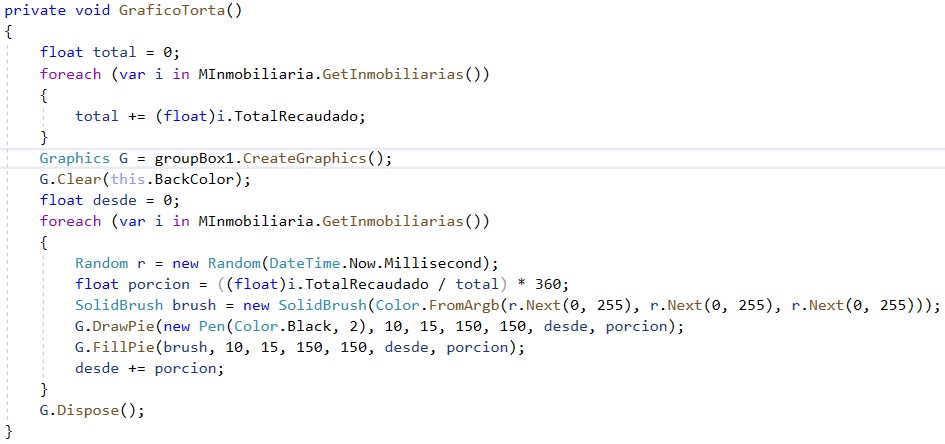 private void GraficoTorta()
{
    float total = 0;
    foreach (var i in MInmobiliaria.GetInmobiliarias())
    {
        total += (float)i.TotalRecaudado;
    }
    Graphics G = groupBox1.CreateGraphics();
    G.Clear(this.BackColor);
    float desde = 0;
    foreach (var i in MInmobiliaria.GetInmobiliarias())
    {
        Random r = new Random(DateTime.Now.Millisecond);
        float porcion = ((float)i.TotalRecaudado / total) * 360;
        SolidBrush brush = new SolidBrush(Color.FromArgb(r.Next(0, 255), r.Next(0, 255), r.Next(0, 255)));
        G.DrawPie(new Pen(Color.Black, 2), 10, 15, 150, 150, desde, porcion);
        G.FillPie(brush, 10, 15, 150, 150, desde, porcion);
        desde += porcion;
    }
    G.Dispose();
}